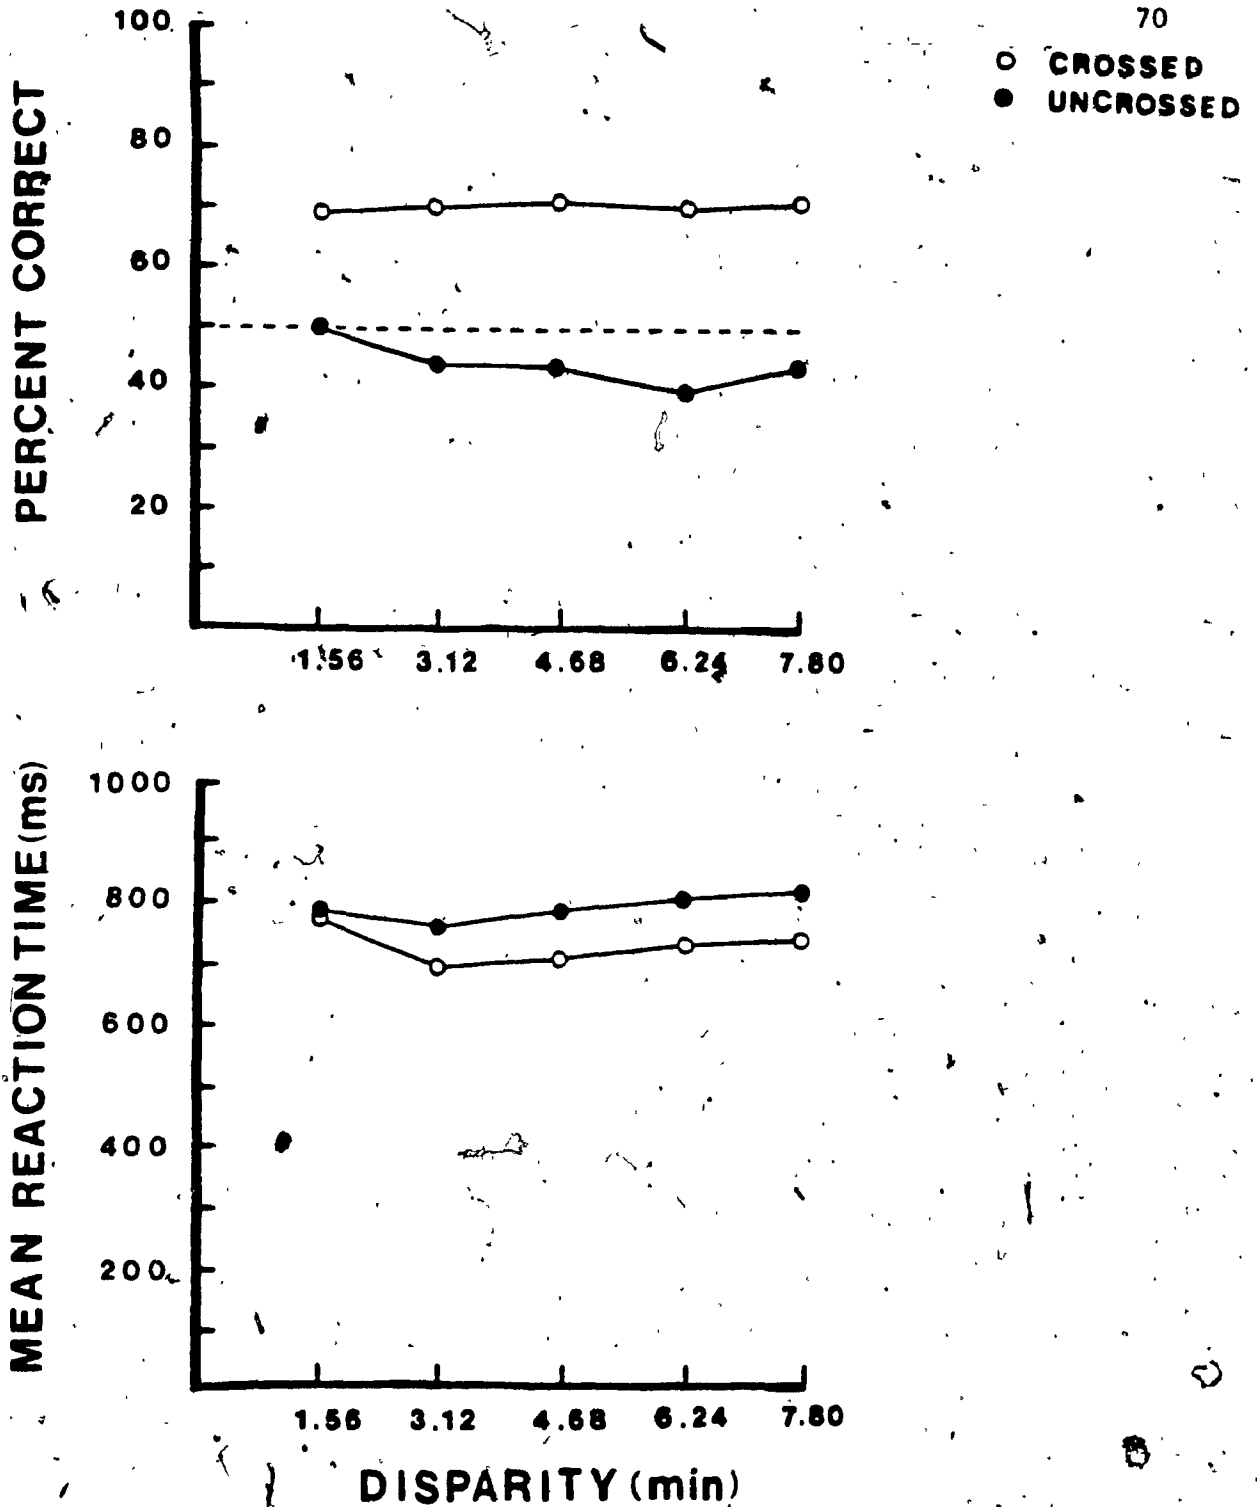 70
CROSSED
UNCROSSED
PERCENT CORRECT
100
80
60
40
20
1.56 3.12 4.68 6.24 7.80
MEAN REACTION TIME (ms)
1000
800
600
400
200
1.56 3.12 4.68 6.24 7.80
DISPARITY (min)